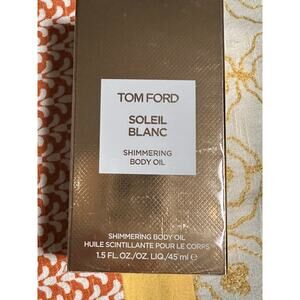 TOM FORD
SOLEIL
BLANC
SHIMMERING
BODY OIL
SHIMMERING BODY OIL
HUILE SCINTILLANTE POUR LE CORPS
1.5 FL.OZ./OZ. LIQ./45 ml ℮